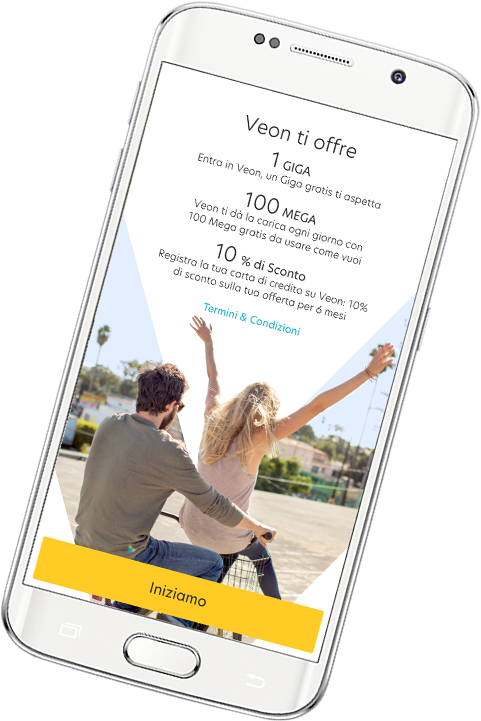 Veon ti offre
1 GIGA
Entra in Veon, un Giga gratis ti aspetta
100 MEGA
Veon ti dà la carica ogni giorno con
100 Mega gratis da usare come vuoi
10 % di Sconto
Registra la tua carta di credito su Veon: 10%
di sconto sulla tua offerta per 6 mesi
Termini & Condizioni
Iniziamo